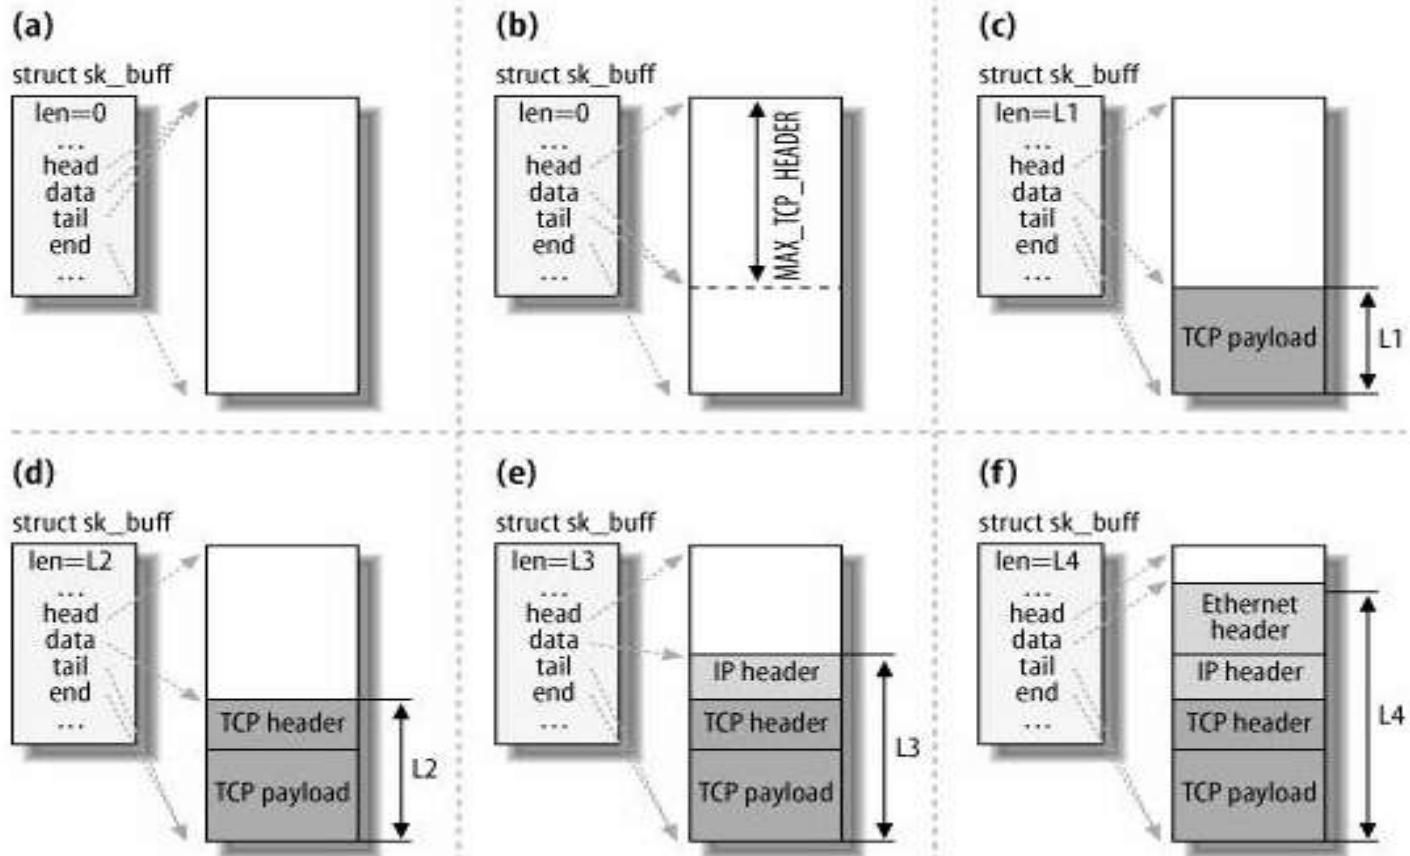 (a)
struct sk_buff
len=0
...
head
data
tail
end
...
(b)
struct sk_buff
len=0
...
head
data
tail
end
...
MAX_TCP_HEADER
(c)
struct sk_buff
len=L1
...
head
data
tail
end
...
TCP payload
L1
(d)
struct sk_buff
len=L2
...
head
data
tail
end
...
TCP header
TCP payload
L2
(e)
struct sk_buff
len=L3
...
head
data
tail
end
...
IP header
TCP header
TCP payload
L3
(f)
struct sk_buff
len=L4
...
head
data
tail
end
...
Ethernet
header
IP header
TCP header
TCP payload
L4